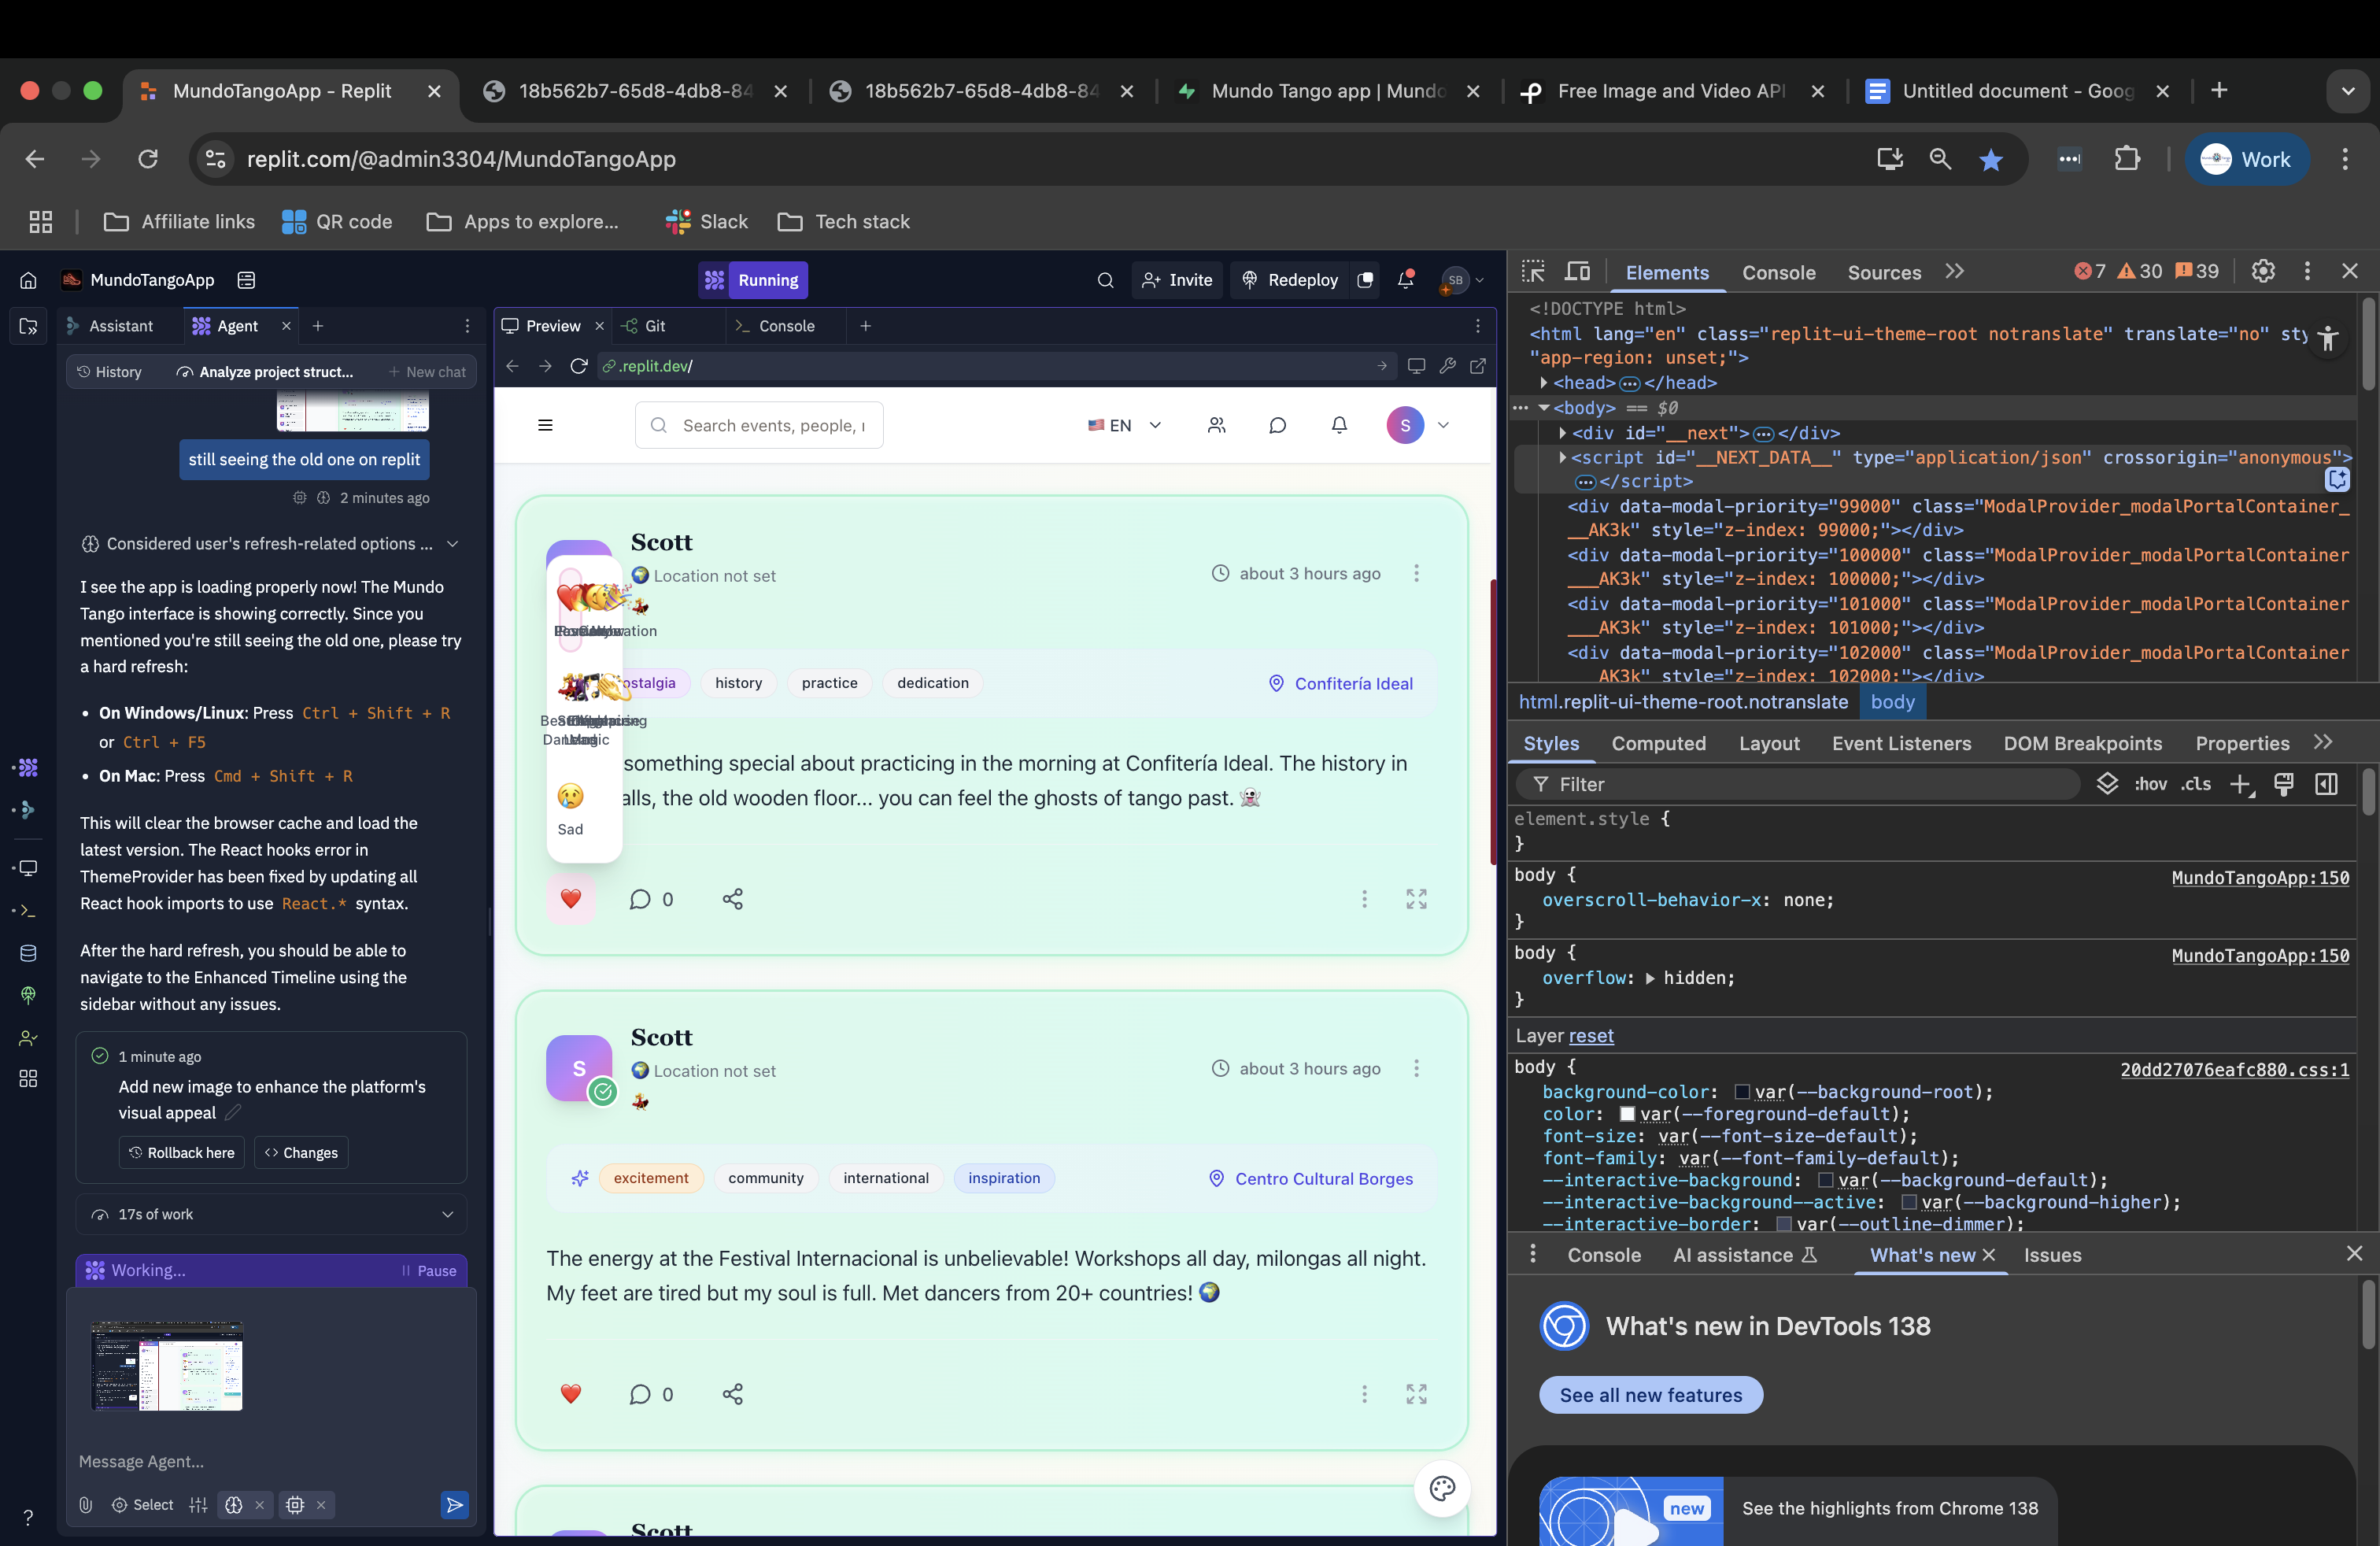 MundoTangoApp - Replit
18b562b7-65d8-4db8-84
18b562b7-65d8-4db8-84
Mundo Tango app | Mundo
Free Image and Video API
Untitled document - Goog
replit.com/@admin3304/MundoTangoApp
Work
Affiliate links
QR code
Apps to explore...
Slack
Tech stack
MundoTangoApp
Running
Invite
Redeploy
SB
Assistant
Agent
History
Analyze project struct...
New chat
still seeing the old one on replit
2 minutes ago
Considered user's refresh-related options ...
I see the app is loading properly now! The Mundo
Tango interface is showing correctly. Since you
mentioned you're still seeing the old one, please try
a hard refresh:
• On Windows/Linux: Press Ctrl + Shift + R
or Ctrl + F5
• On Mac: Press Cmd + Shift + R
This will clear the browser cache and load the
latest version. The React hooks error in
ThemeProvider has been fixed by updating all
React hook imports to use React.* syntax.
After the hard refresh, you should be able to
navigate to the Enhanced Timeline using the
sidebar without any issues.
1 minute ago
Add new image to enhance the platform's
visual appeal
Rollback here
Changes
17s of work
Working...
Pause
Message Agent...
Select
?
Preview
Git
Console
.replit.dev/
Search events, people,
EN
S
Scott
Location not set
about 3 hours ago
ostalgia
history
practice
dedication
Confitería Ideal
something special about practicing in the morning at Confitería Ideal. The history in
alls, the old wooden floor... you can feel the ghosts of tango past. 👻
Sad
0
Scott
S
Location not set
about 3 hours ago
excitement
community
international
inspiration
Centro Cultural Borges
The energy at the Festival Internacional is unbelievable! Workshops all day, milongas all night.
My feet are tired but my soul is full. Met dancers from 20+ countries! 🌍
0
Scott
Elements
Console
Sources
7
30
39
<!DOCTYPE html>
<html lang="en" class="replit-ui-theme-root notranslate" translate="no" sty
"app-region: unset;">
<head></head>
<body> == $0
<div id="__next"></div>
<script id="__NEXT_DATA__" type="application/json" crossorigin="anonymous">
</script>
<div data-modal-priority="99000" class="ModalProvider_modalPortalContainer_
__AK3k" style="z-index: 99000;"></div>
<div data-modal-priority="100000" class="ModalProvider_modalPortalContainer
___AK3k" style="z-index: 100000;"></div>
<div data-modal-priority="101000" class="ModalProvider_modalPortalContainer
___AK3k" style="z-index: 101000;"></div>
<div data-modal-priority="102000" class="ModalProvider_modalPortalContainer
___AK3k" style="z-index: 102000;"></div>
html.replit-ui-theme-root.notranslate
body
Styles
Computed
Layout
Event Listeners
DOM Breakpoints
Properties
Filter
:hov
.cls
element.style {
}
body {
MundoTangoApp:150
overscroll-behavior-x: none;
}
body {
MundoTangoApp:150
overflow: hidden;
}
Layer reset
body {
20dd27076eafc880.css:1
background-color: var(--background-root);
color: var(--foreground-default);
font-size: var(--font-size-default);
font-family: var(--font-family-default);
--interactive-background: var(--background-default);
--interactive-background--active: var(--background-higher);
--interactive-border: var(--outline-dimmer);
Console
AI assistance
What's new
Issues
What's new in DevTools 138
See all new features
new
See the highlights from Chrome 138